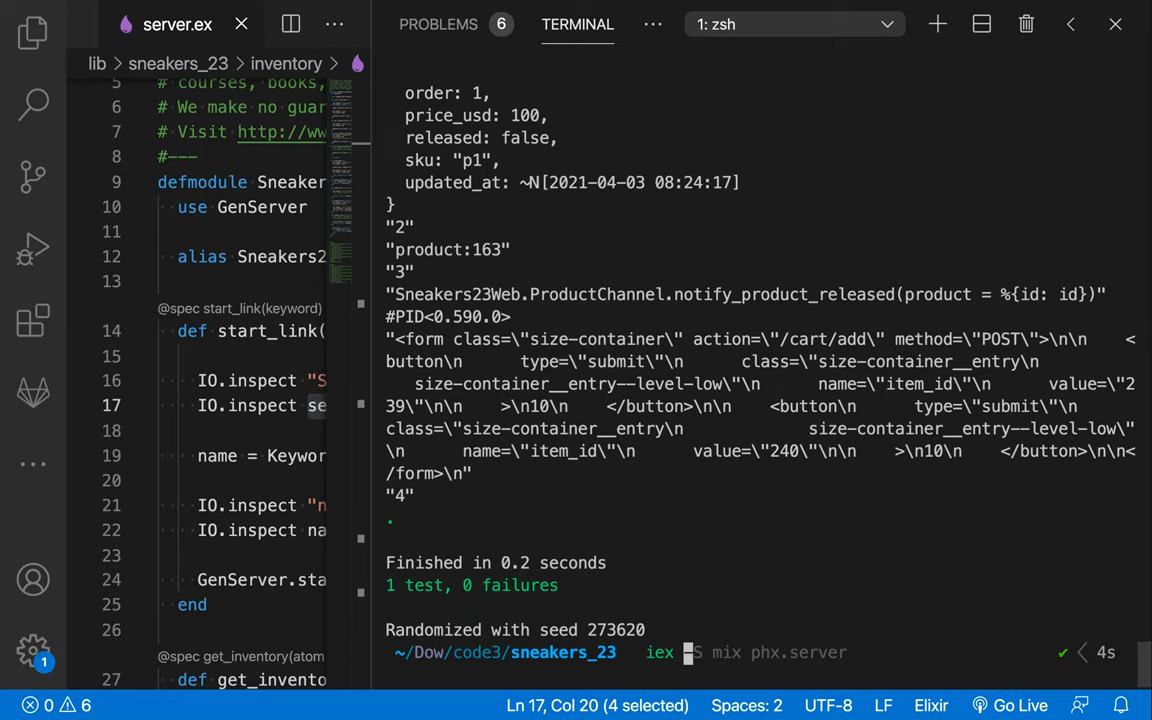 server.ex
PROBLEMS 6 TERMINAL 1: zsh
lib > sneakers_23 > inventory >
5 # courses, books,
6 # We make no guar
7 # Visit http://ww
8 #---
9 defmodule Sneaker
10 use GenServer
11
12 alias Sneakers2
13
@spec start_link(keyword)
14 def start_link(
15
16 IO.inspect "S
17 IO.inspect se
18
19 name = Keywor
20
21 IO.inspect "n
22 IO.inspect na
23
24 GenServer.sta
25 end
26
@spec get_inventory(atom
27 def get_invento
order: 1,
price_usd: 100,
released: false,
sku: "p1",
updated_at: ~N[2021-04-03 08:24:17]
}
"2"
"product:163"
"3"
"Sneakers23Web.ProductChannel.notify_product_released(product = %{id: id})"
#PID<0.590.0>
"<form class=\"size-container\" action=\"/cart/add\" method=\"POST\">\n\n    <
button\n      type=\"submit\"\n      class=\"size-container__entry\n
size-container__entry--level-low\"\n      name=\"item_id\"\n      value=\"2
39\"\n\n    >\n10\n    </button>\n\n    <button\n      type=\"submit\"\n
class=\"size-container__entry\n             size-container__entry--level-low\"
\n      name=\"item_id\"\n      value=\"240\"\n\n    >\n10\n    </button>\n\n<
/form>\n"
"4"
.
Finished in 0.2 seconds
1 test, 0 failures
Randomized with seed 273620
~/Dow/code3/sneakers_23 iex -S mix phx.server ✔ < 4s
1
0 6 Ln 17, Col 20 (4 selected) Spaces: 2 UTF-8 LF Elixir Go Live